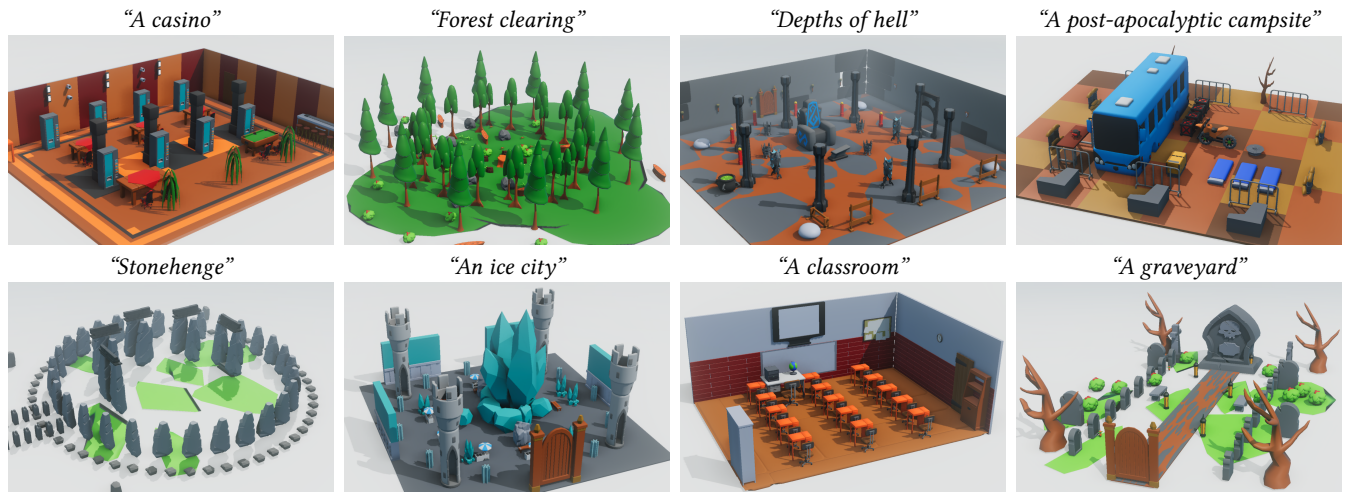 “A casino”
“Forest clearing”
“Depths of hell”
“A post-apocalyptic campsite”
“Stonehenge”
“An ice city”
“A classroom”
“A graveyard”